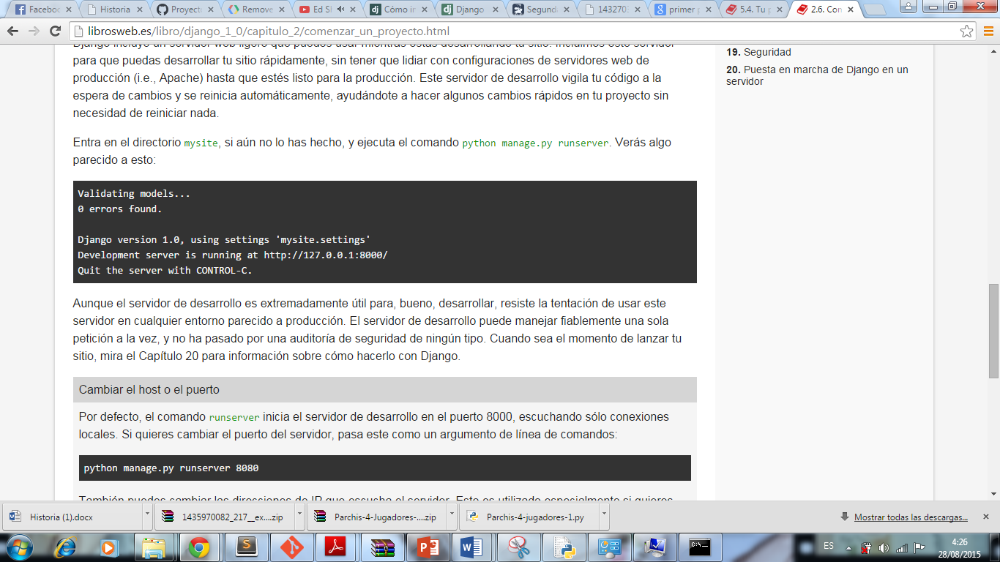 Facebo
Historia
Proyect
Remove
Ed Sh
Cómo in
Django
Segund
1432703
primer p
5.4. Tu p
2.6. Con
librosweb.es/libro/django_1_0/capitulo_2/comenzar_un_proyecto.html
Django incluye un servidor web ligero que puedes usar mientras estás desarrollando tu sitio. Incluimos este servidor
para que puedas desarrollar tu sitio rápidamente, sin tener que lidiar con configuraciones de servidores web de
producción (i.e., Apache) hasta que estés listo para la producción. Este servidor de desarrollo vigila tu código a la
espera de cambios y se reinicia automáticamente, ayudándote a hacer algunos cambios rápidos en tu proyecto sin
necesidad de reiniciar nada.
Entra en el directorio mysite, si aún no lo has hecho, y ejecuta el comando python manage.py runserver. Verás algo
parecido a esto:
Validating models...
0 errors found.
Django version 1.0, using settings 'mysite.settings'
Development server is running at http://127.0.0.1:8000/
Quit the server with CONTROL-C.
Aunque el servidor de desarrollo es extremadamente útil para, bueno, desarrollar, resiste la tentación de usar este
servidor en cualquier entorno parecido a producción. El servidor de desarrollo puede manejar fiablemente una sola
petición a la vez, y no ha pasado por una auditoría de seguridad de ningún tipo. Cuando sea el momento de lanzar tu
sitio, mira el Capítulo 20 para información sobre cómo hacerlo con Django.
Cambiar el host o el puerto
Por defecto, el comando runserver inicia el servidor de desarrollo en el puerto 8000, escuchando sólo conexiones
locales. Si quieres cambiar el puerto del servidor, pasa este como un argumento de línea de comandos:
python manage.py runserver 8080
También puedes cambiar las direcciones de IP que escucha el servidor. Esto es utilizado especialmente si quieres
19. Seguridad
20. Puesta en marcha de Django en un
servidor
Historia (1).docx
1435970082_217__ex....zip
Parchis-4-Jugadores-....zip
Parchis-4-jugadores-1.py
Mostrar todas las descargas...
ES
4:26
28/08/2015